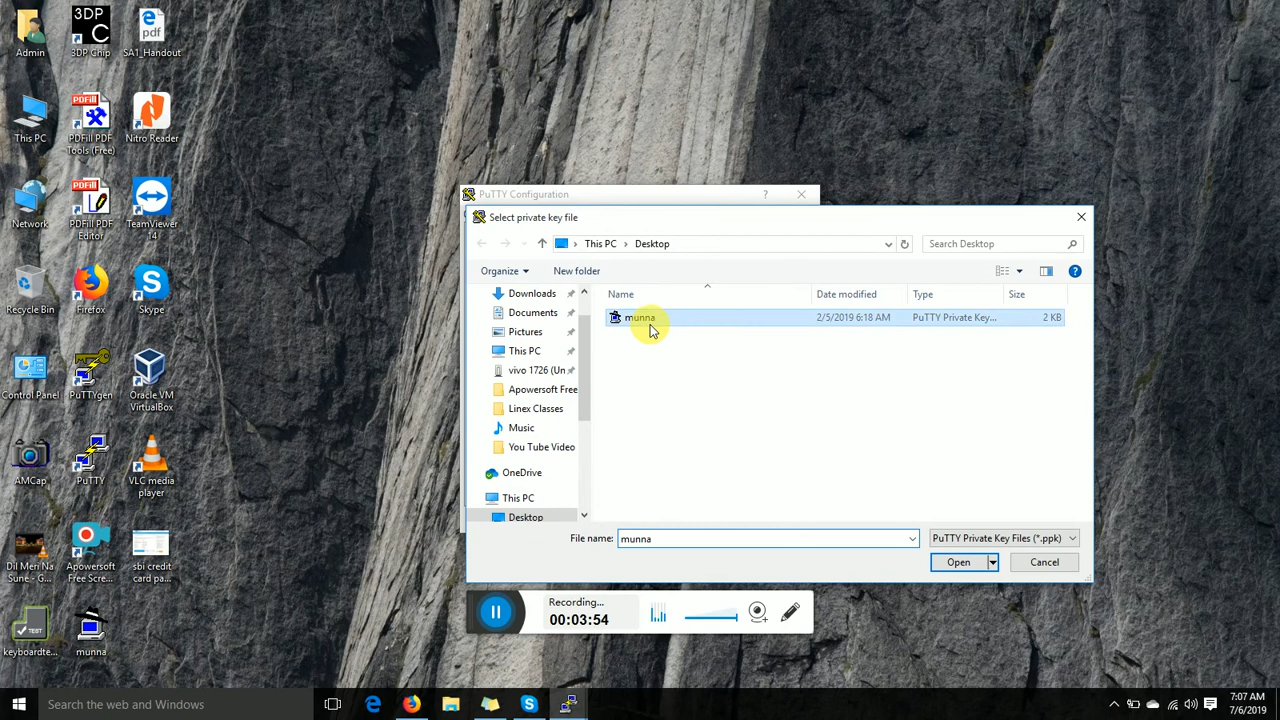 Admin
3DP Chip
SA1_Handout
This PC
PDFill PDF
Tools (Free)
Nitro Reader
Network
PDFill PDF
Editor
TeamViewer
14
Recycle Bin
Firefox
Skype
Control Panel
PuTTYgen
Oracle VM
VirtualBox
AMCap
PuTTY
VLC media
player
Dil Meri Na
Sune - G...
Apowersoft
Free Scre...
sbi credit
card pa...
keyboardte...
munna
3DP
C
pdf
PDFill
PDFill
TEST
PuTTY Configuration
?
Select private key file
This PC › Desktop
Search Desktop
Organize
New folder
?
Downloads
Documents
Pictures
This PC
vivo 1726 (Un
Apowersoft Free
Linex Classes
Music
You Tube Video
OneDrive
This PC
Desktop
Name
Date modified
Type
Size
munna
2/5/2019 6:18 AM
PuTTY Private Key...
2 KB
File name:
munna
PuTTY Private Key Files (*.ppk)
Open
Cancel
Recording...
00:03:54
Search the web and Windows
7:07 AM
7/6/2019